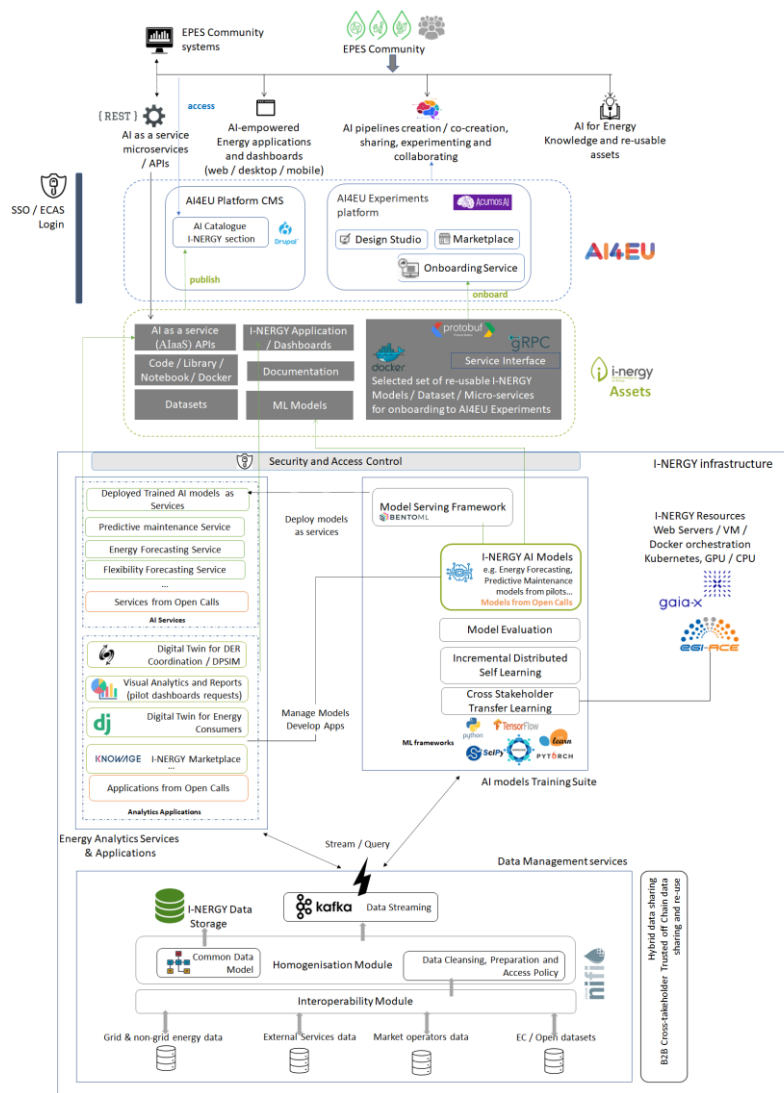 EPES Community
systems
EPES Community
{ REST }
access
AI as a service
microservices
/ APIs
AI-empowered
Energy applications
and dashboards
(web / desktop / mobile)
AI pipelines creation / co-creation,
sharing, experimenting and
collaborating
AI for Energy
Knowledge and re-usable
assets
SSO / ECAS
Login
AI4EU Platform CMS
AI Catalogue
I-NERGY section
Drupal
AI4EU Experiments
platform
Acumos AI
Design Studio
Marketplace
Onboarding Service
AI4EU
publish
onboard
AI as a service
(AIaaS) APIs
I-NERGY Application
/ Dashboards
Code / Library /
Notebook / Docker
Documentation
Datasets
ML Models
protobuf
docker
gRPC
Service Interface
Selected set of re-usable I-NERGY
Models / Dataset / Micro-services
for onboarding to AI4EU Experiments
i-nergy
Assets
Security and Access Control
I-NERGY infrastructure
Deployed Trained AI models as
Services
Predictive maintenance Service
Energy Forecasting Service
Flexibility Forecasting Service
...
Services from Open Calls
AI Services
Deploy models
as services
Model Serving Framework
BENTOML
I-NERGY AI Models
e.g. Energy Forecasting,
Predictive Maintenance
models from pilots...
Models from Open Calls
Model Evaluation
Incremental Distributed
Self Learning
Cross Stakeholder
Transfer Learning
ML frameworks
python
TensorFlow
SciPy
learn
PYTORCH
AI models Training Suite
I-NERGY Resources
Web Servers / VM /
Docker orchestration
Kubernetes, GPU / CPU
gaia-x
EGI-ACE
Digital Twin for DER
Coordination / DPSIM
Visual Analytics and Reports
(pilot dashboards requests)
dj
Digital Twin for Energy
Consumers
KNOWAGE
I-NERGY Marketplace
...
Applications from Open Calls
Analytics Applications
Manage Models
Develop Apps
Energy Analytics Services
& Applications
Stream / Query
Data Management services
I-NERGY Data
Storage
kafka
Data Streaming
Common Data
Model
Homogenisation Module
Data Cleansing, Preparation and
Access Policy
nifi
Interoperability Module
Grid & non-grid energy data
External Services data
Market operators data
EC / Open datasets
Hybrid data sharing
B2B Cross-takeholder Trusted off Chain data
sharing and re-use